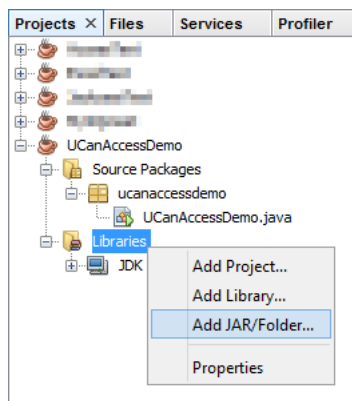 Projects × Files Services Profiler
UCanAccessDemo
Source Packages
ucanaccessdemo
UCanAccessDemo.java
Libraries
JDK
Add Project...
Add Library...
Add JAR/Folder...
Properties